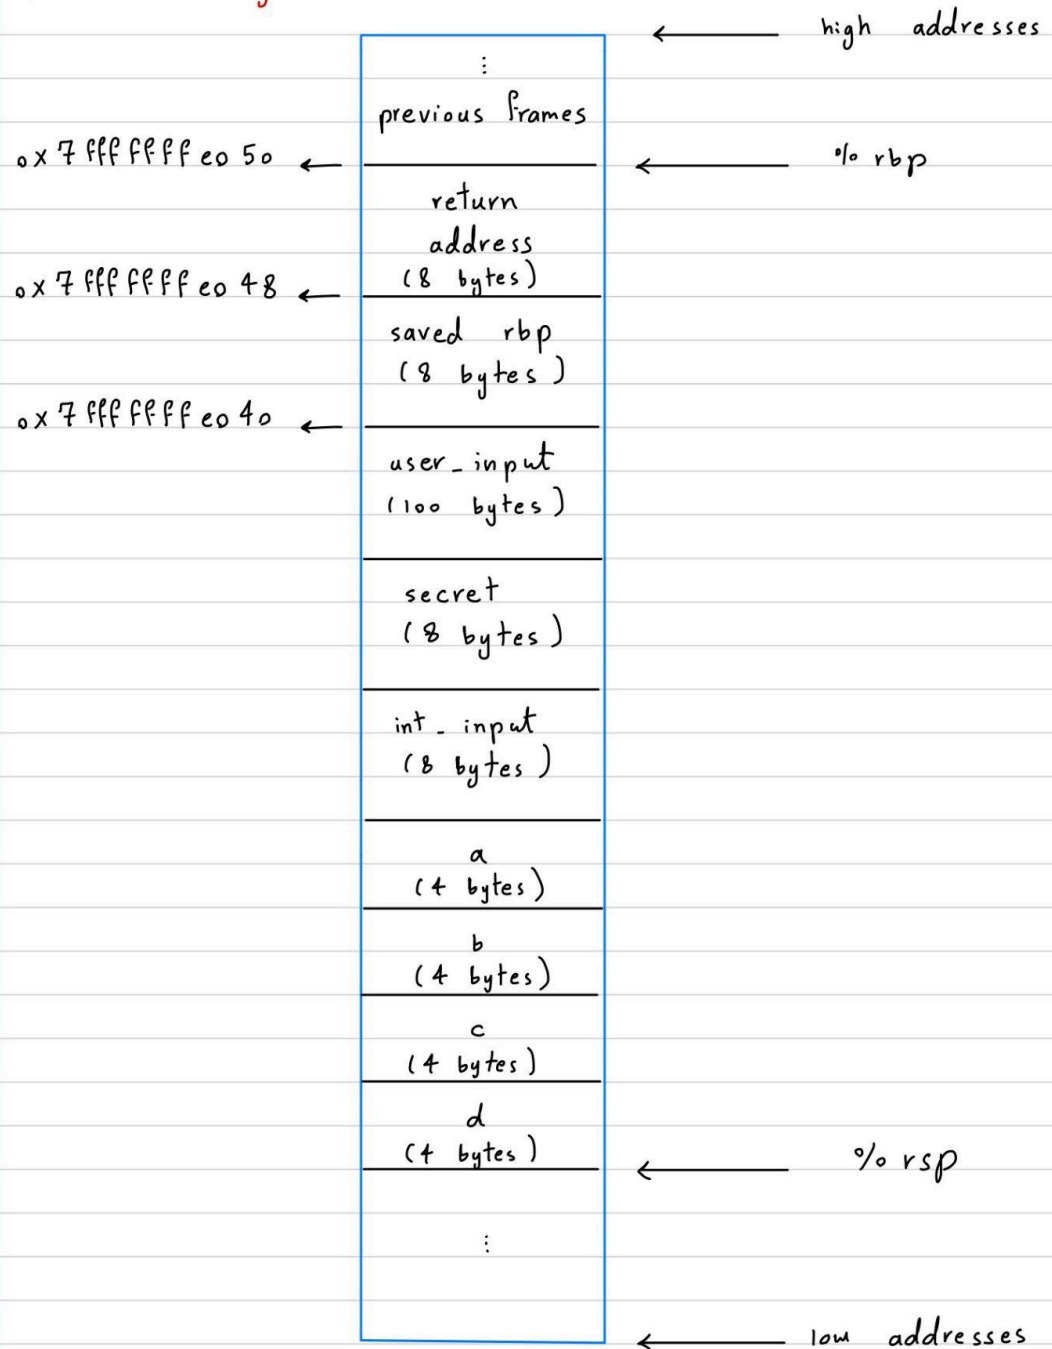 ← high addresses
⋮
previous frames
0x7fffffffe050 ← ← % rbp
return
address
(8 bytes)
0x7fffffffe048 ←
saved rbp
(8 bytes)
0x7fffffffe040 ←
user_input
(100 bytes)
secret
(8 bytes)
int_input
(8 bytes)
a
(4 bytes)
b
(4 bytes)
c
(4 bytes)
d
(4 bytes)
← % rsp
⋮
← low addresses